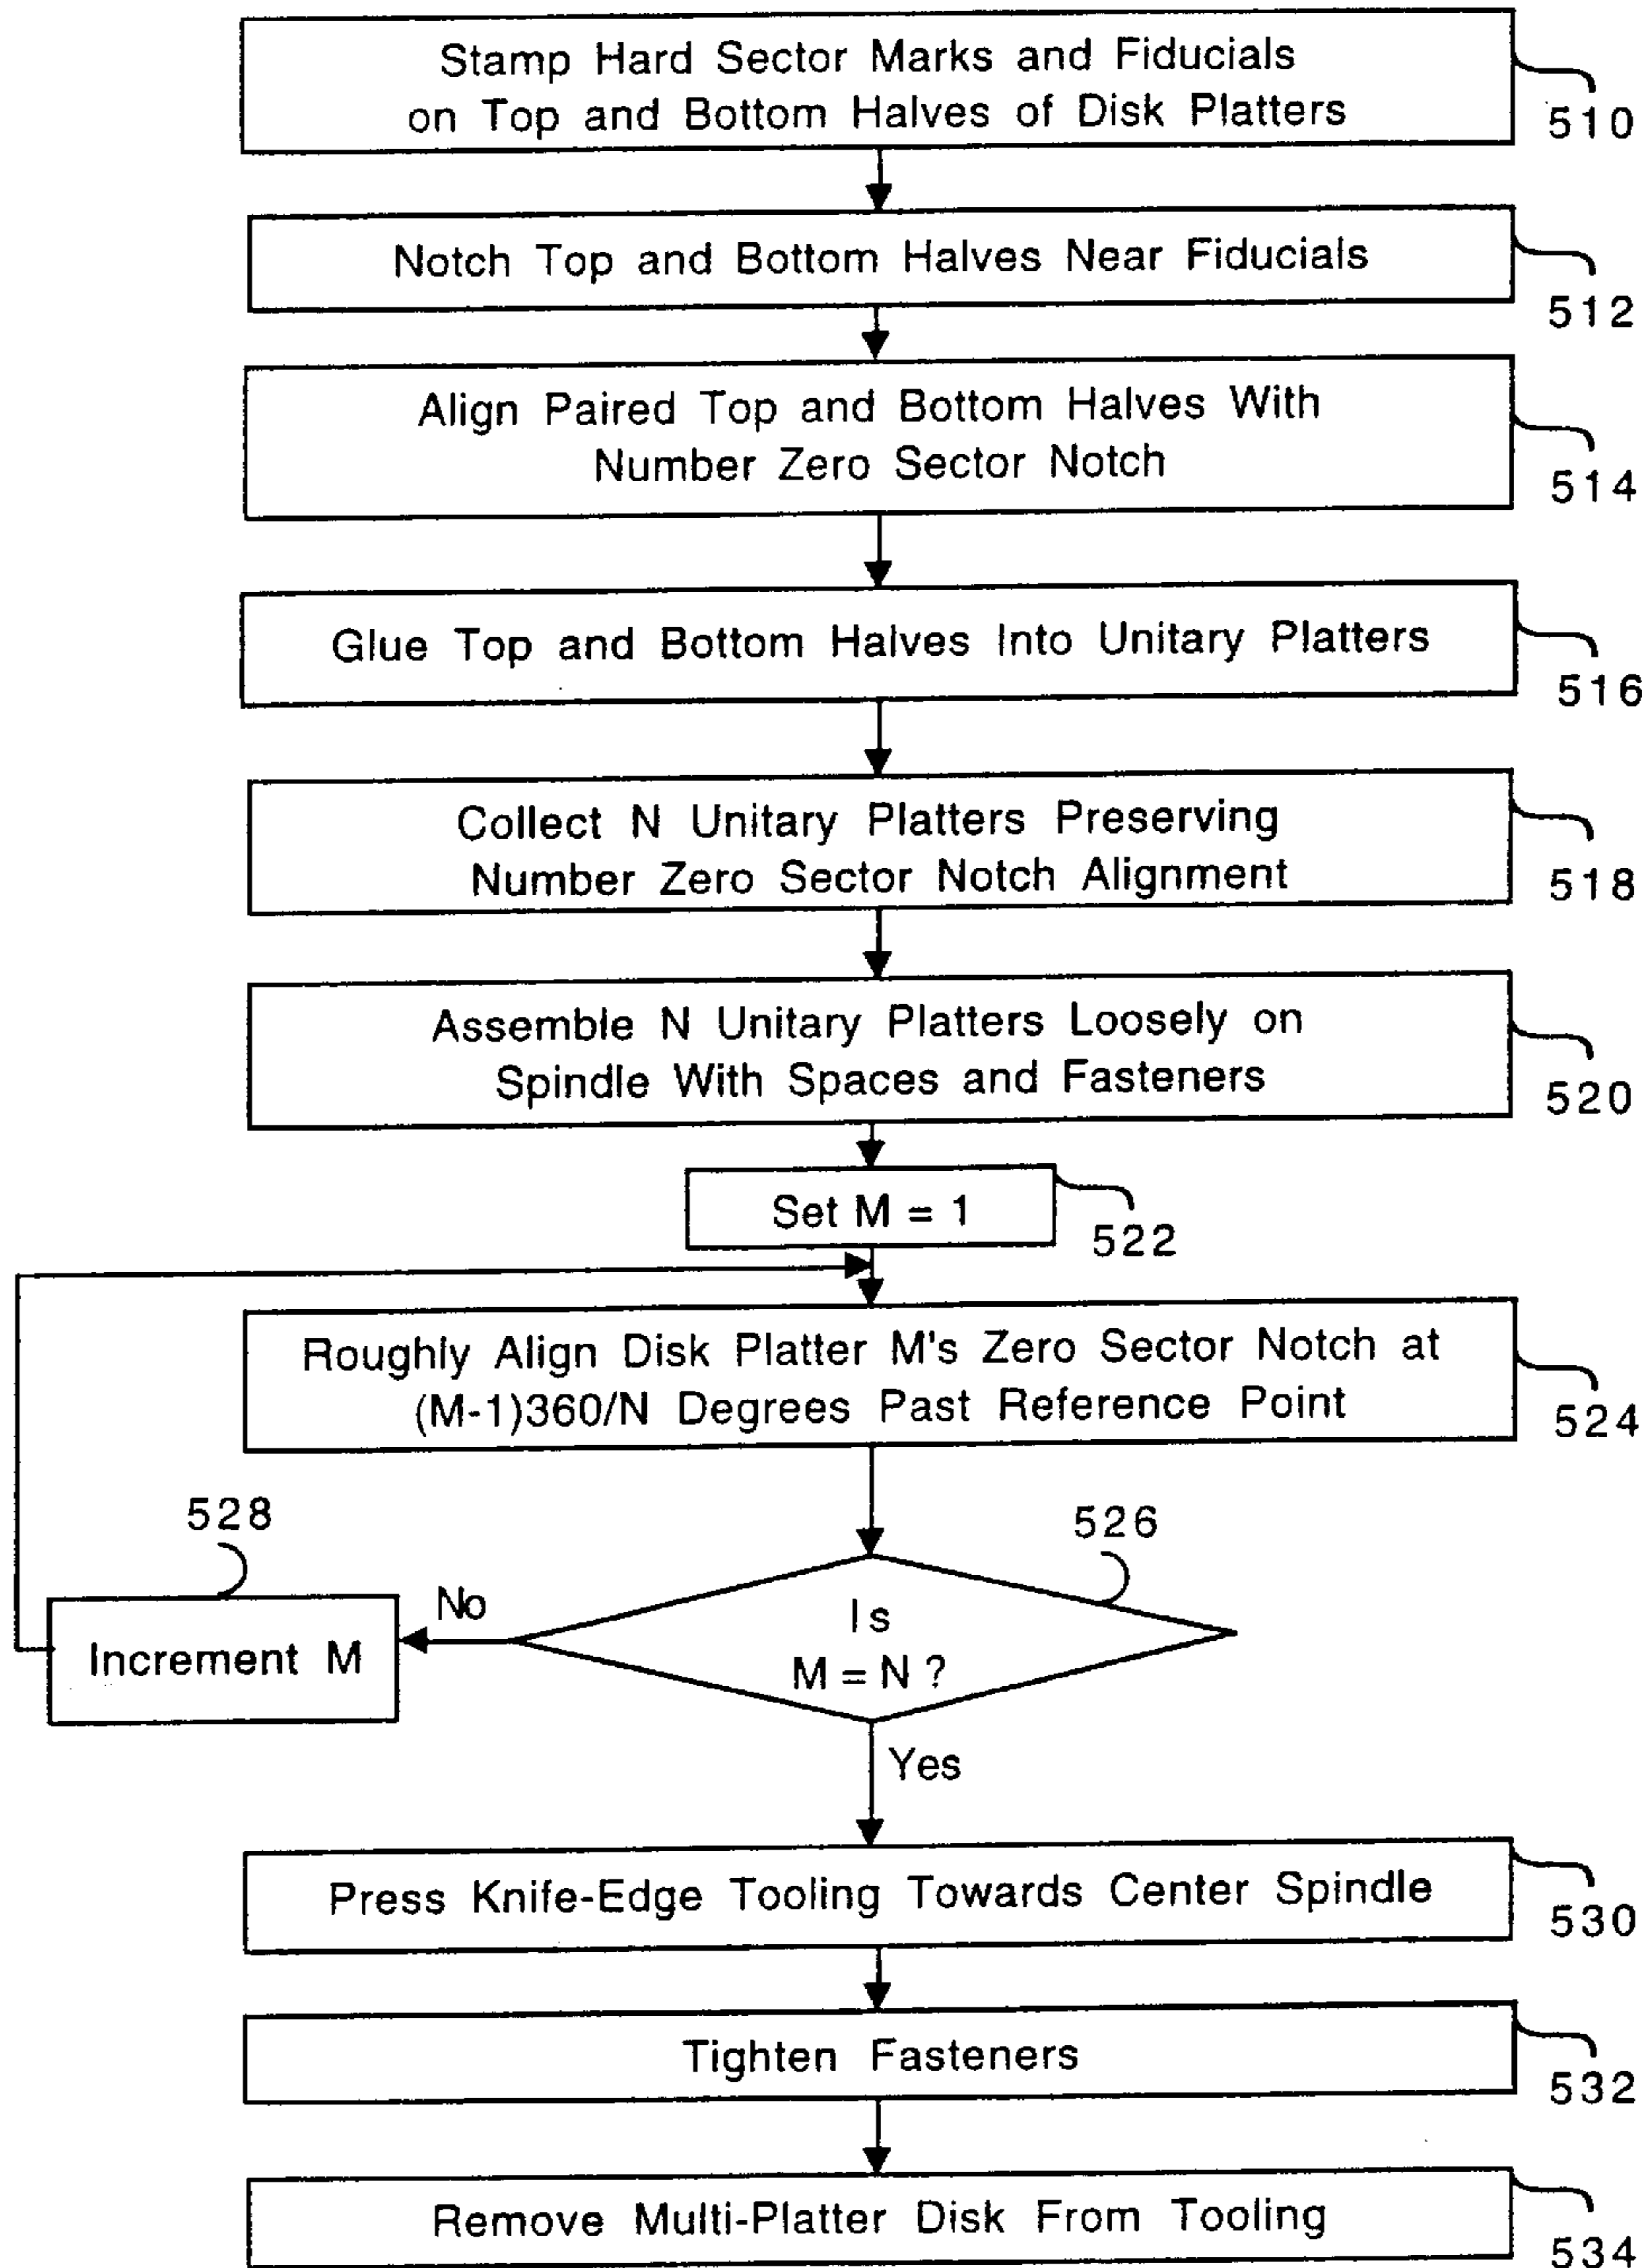 Stamp Hard Sector Marks and Fiducials
on Top and Bottom Halves of Disk Platters
510
Notch Top and Bottom Halves Near Fiducials
512
Align Paired Top and Bottom Halves With
Number Zero Sector Notch
514
Glue Top and Bottom Halves Into Unitary Platters
516
Collect N Unitary Platters Preserving
Number Zero Sector Notch Alignment
518
Assemble N Unitary Platters Loosely on
Spindle With Spaces and Fasteners
520
Set M = 1
522
Roughly Align Disk Platter M's Zero Sector Notch at
(M-1)360/N Degrees Past Reference Point
524
528
526
No
Is
M = N ?
Increment M
Yes
Press Knife-Edge Tooling Towards Center Spindle
530
Tighten Fasteners
532
Remove Multi-Platter Disk From Tooling
534